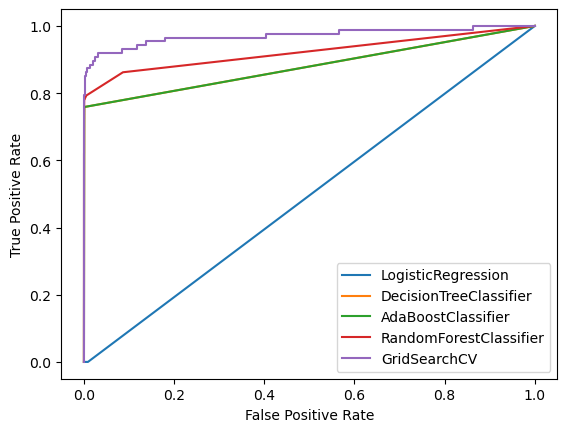 1.0
0.8
0.6
0.4
0.2
0.0
True Positive Rate
LogisticRegression
DecisionTreeClassifier
AdaBoostClassifier
RandomForestClassifier
GridSearchCV
0.0 0.2 0.4 0.6 0.8 1.0
False Positive Rate